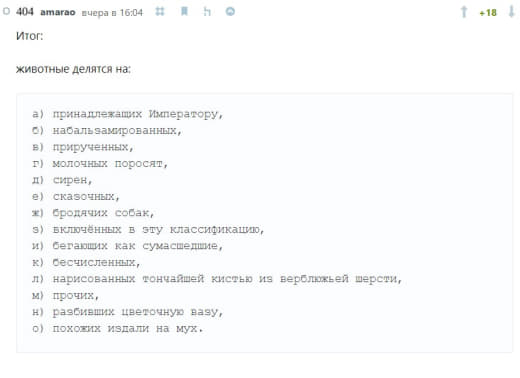 404 amarao вчера в 16:04 +18
Итог:
животные делятся на:
а) принадлежащих Императору,
б) набальзамированных,
в) прирученных,
г) молочных поросят,
д) сирен,
е) сказочных,
ж) бродячих собак,
з) включённых в эту классификацию,
и) бегающих как сумасшедшие,
к) бесчисленных,
л) нарисованных тончайшей кистью из верблюжьей шерсти,
м) прочих,
н) разбивших цветочную вазу,
о) похожих издали на мух.